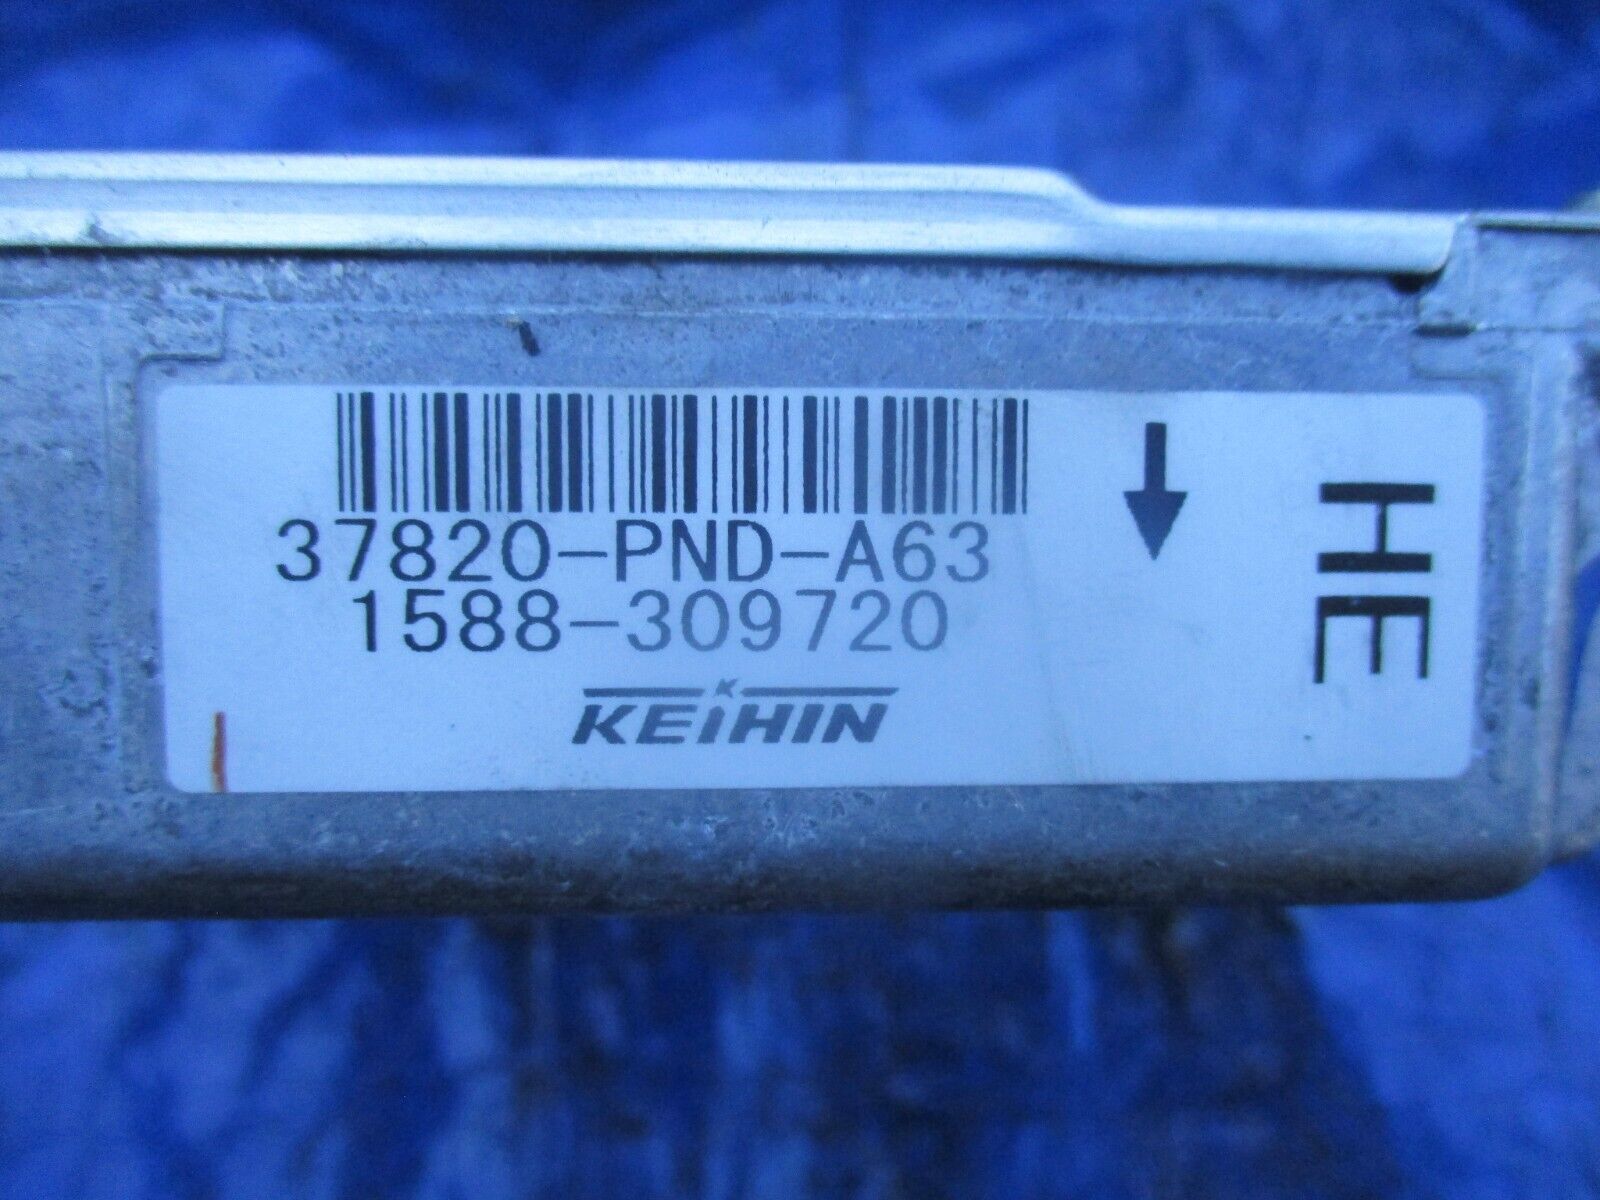 37820-PND-A63
1588-309720
KEIHIN
HE